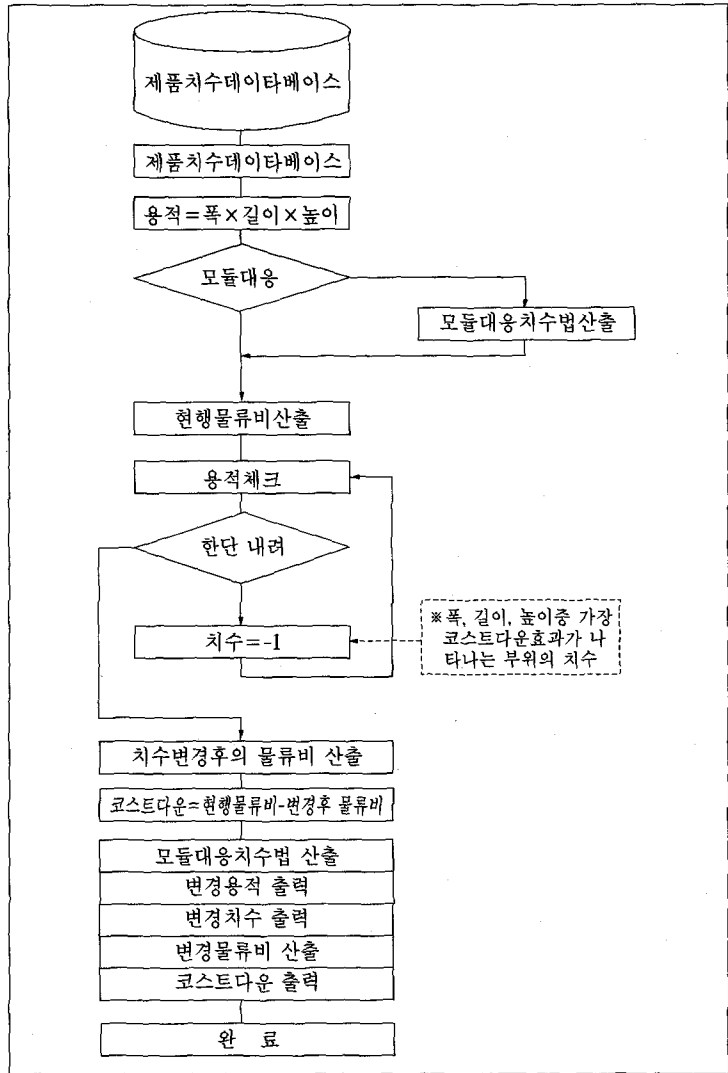 제품치수데이타베이스
제품치수데이타베이스
용적=폭×길이×높이
모듈대응
모듈대응치수법산출
현행물류비산출
용적체크
한단 내려
치수=-1
※폭, 길이, 높이중 가장
코스트다운효과가 나
타나는 부위의 치수
치수변경후의 물류비 산출
코스트다운=현행물류비-변경후 물류비
모듈대응치수법 산출
변경용적 출력
변경치수 출력
변경물류비 산출
코스트다운 출력
완 료